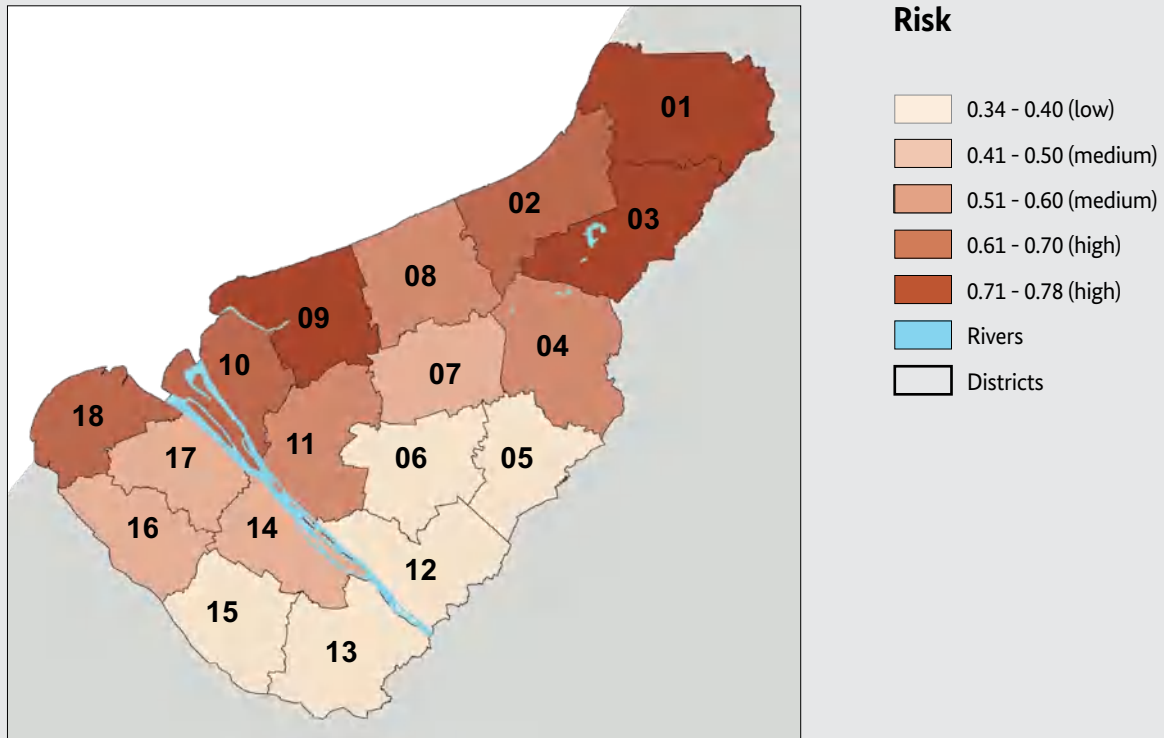 Risk
0.34 - 0.40 (low)
0.41 - 0.50 (medium)
0.51 - 0.60 (medium)
0.61 - 0.70 (high)
0.71 - 0.78 (high)
Rivers
Districts
01
02
03
08
09
04
10
07
18
11
17
06
05
16
14
12
15
13